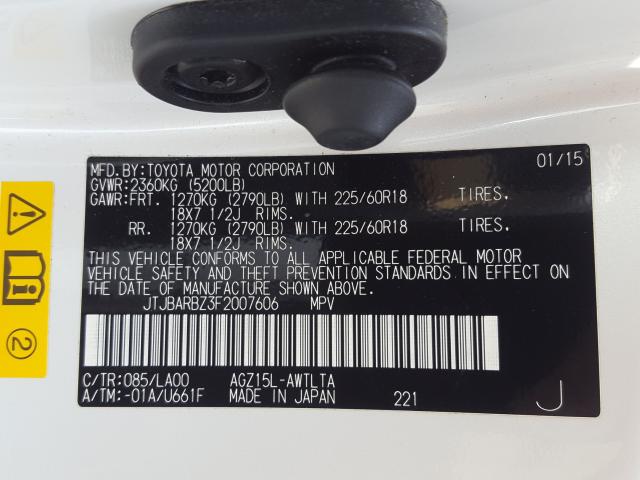 MFD.BY:TOYOTA MOTOR CORPORATION 01/15
GVWR:2360KG (5200LB)
GAWR:FRT. 1270KG (2790LB) WITH 225/60R18 TIRES.
18X7 1/2J RIMS.
RR. 1270KG (2790LB) WITH 225/60R18 TIRES.
18X7 1/2J RIMS.
THIS VEHICLE CONFORMS TO ALL APPLICABLE FEDERAL MOTOR
VEHICLE SAFETY AND THEFT PREVENTION STANDARDS IN EFFECT ON
THE DATE OF MANUFACTURE SHOWN ABOVE.
JTJBARBZ3F2007606 MPV
C/TR:085/LA00 AGZ15L-AWTLTA
A/TM:-01A/U661F MADE IN JAPAN 221 J
2